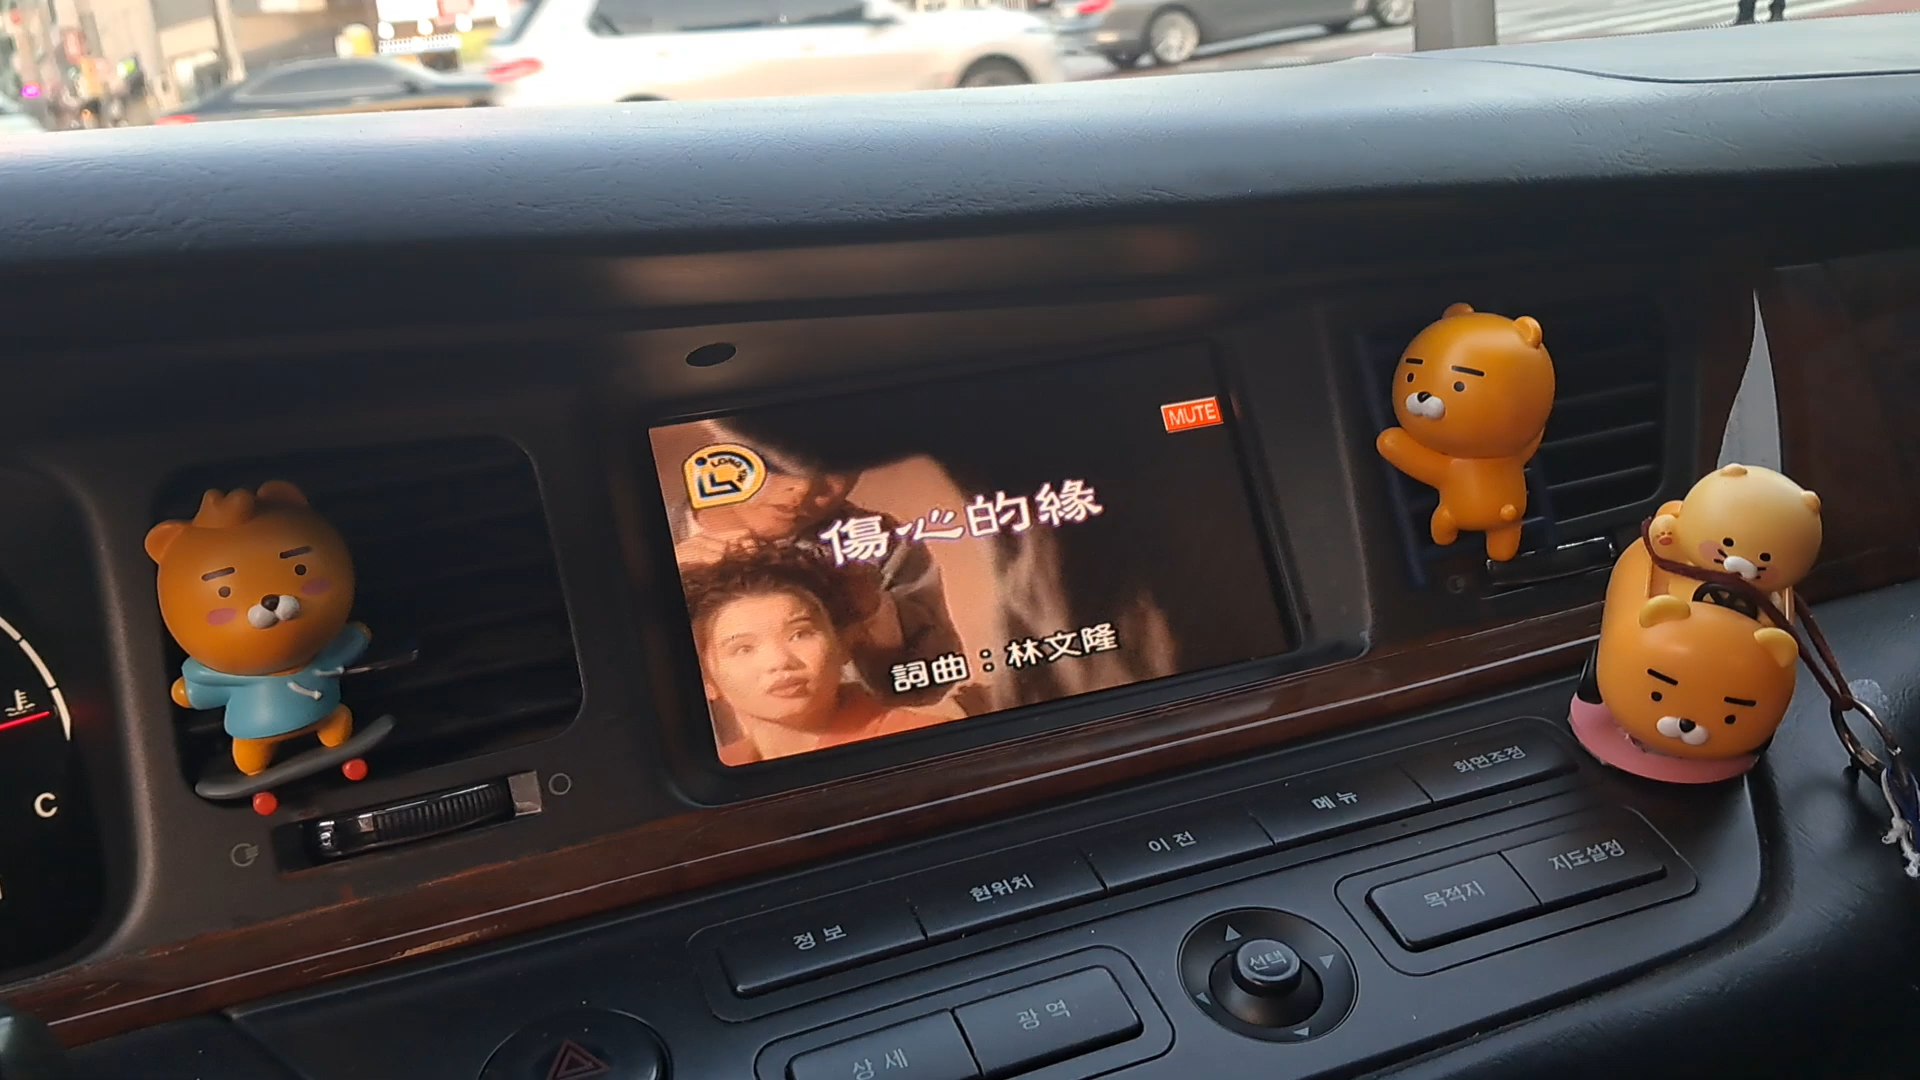 MUTE
傷心的緣
詞曲：林文隆
C
화면조정
메뉴
이전
현위치
정보
지도설정
목적지
선택
광역
상세